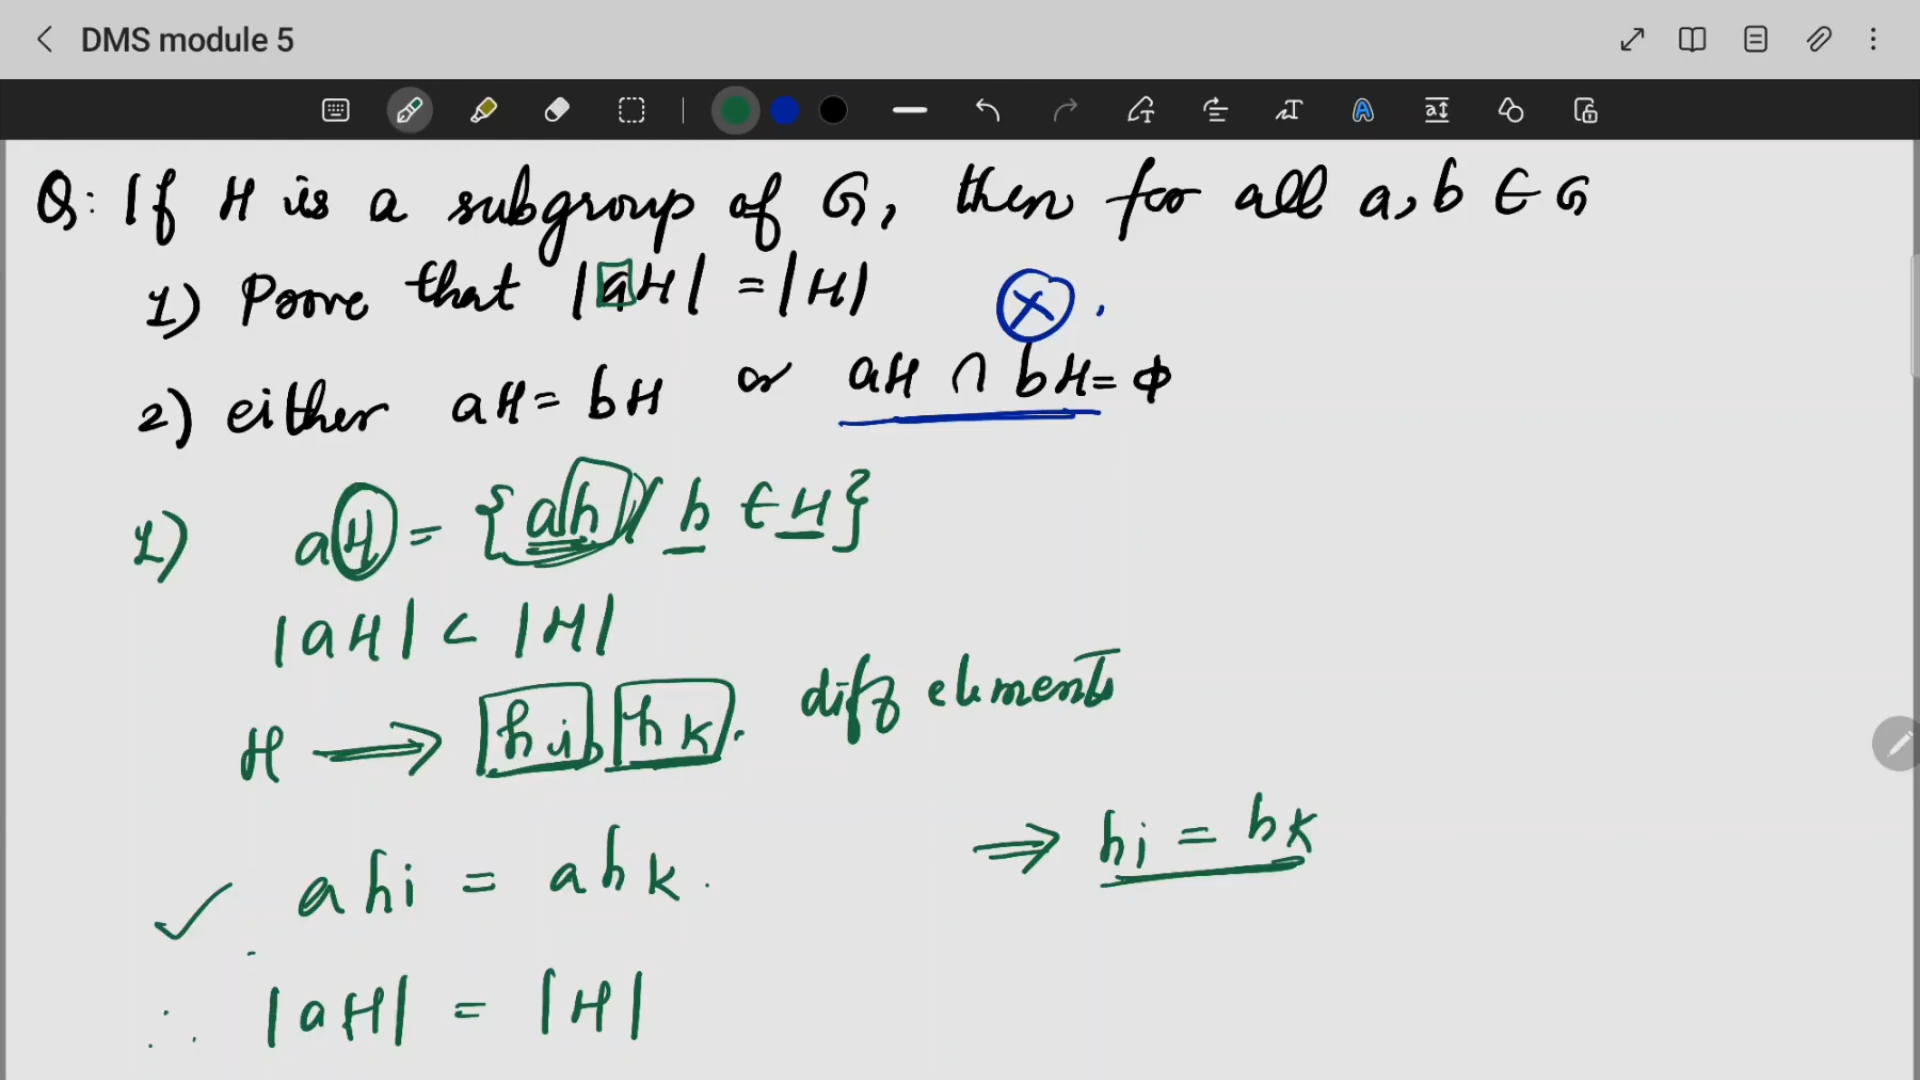 DMS module 5
Q: If H is a subgroup of G, then for all a, b ∈ G
1) Prove that |aH| = |H|
2) either aH = bH or aH ∩ bH = ϕ
1) aH = {ah / h ∈ H}
|aH| < |H|
H ⟶ hi, hk. diff elements
ahi = ahk. ⇒ hi = hk
∴ |aH| = |H|